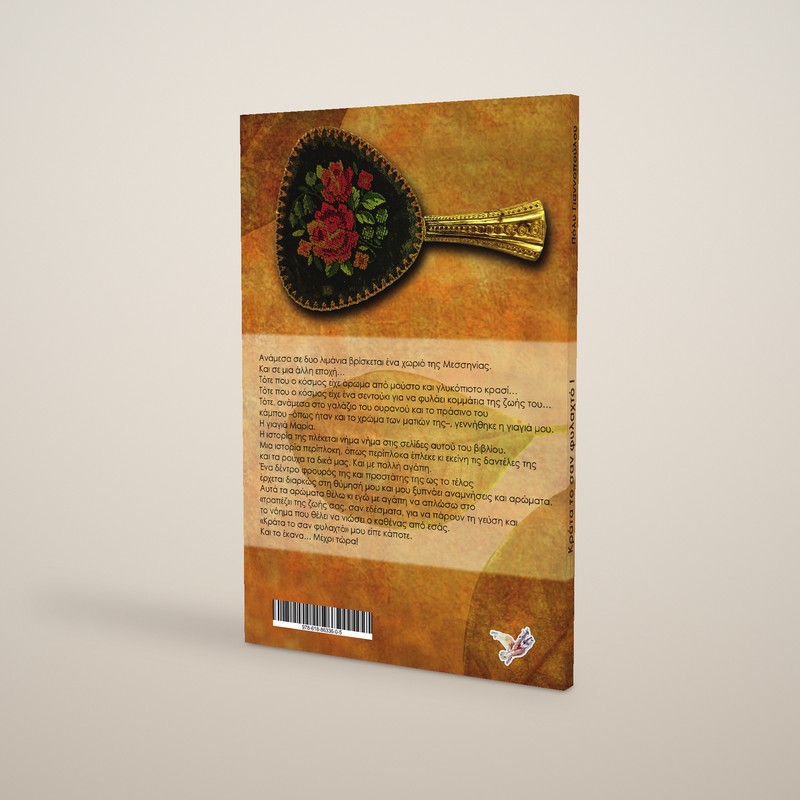 Ανάμεσα σε δυο λιμάνια βρίσκεται ένα χωριό της Μεσσηνίας.
Και σε μια άλλη εποχή…
Τότε που ο κόσμος είχε άρωμα από μούστο και γλυκόπιοτο κρασί…
Τότε που ο κόσμος είχε ένα σεντούκι για να φυλάει κομμάτια της ζωής του…
Τότε, ανάμεσα στο γαλάζιο του ουρανού και το πράσινο του
κάμπου –όπως ήταν και το χρώμα των ματιών της–, γεννήθηκε η γιαγιά μου.
Η γιαγιά Μαρία.
Η ιστορία της πλέκεται νήμα νήμα στις σελίδες αυτού του βιβλίου.
Μια ιστορία περίπλοκη, όπως περίπλοκα έπλεκε κι εκείνη τις δαντέλες της
και τα ρούχα τα δικά μας. Και με πολλή αγάπη.
Ένα δέντρο φρουρός της και προστάτης της ως το τέλος
έρχεται διαρκώς στη θύμησή μου και μου ξυπνάει αναμνήσεις και αρώματα.
Αυτά τα αρώματα θέλω κι εγώ με αγάπη να απλώσω στο
«τραπέζι» της ζωής σας, σαν εδέσματα, για να πάρουν τη γεύση και
το νόημα που θέλει να νιώσει ο καθένας από εσάς.
«Κράτα το σαν φυλαχτό» μου είπε κάποτε.
Και το έκανα… Μέχρι τώρα!
978-618-86336-0-5
Γιαννοπούλου
Κράτα το σαν φυλαχτό !